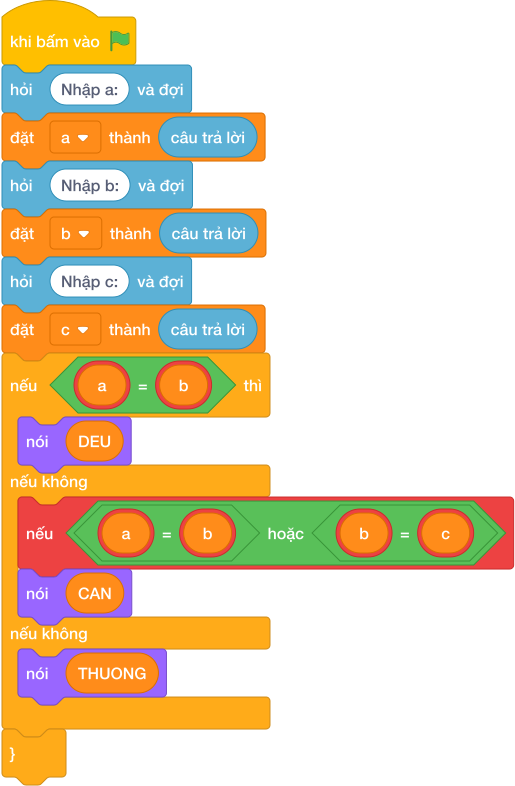 khi bấm vào
hỏi Nhập a: và đợi
đặt a thành câu trả lời
hỏi Nhập b: và đợi
đặt b thành câu trả lời
hỏi Nhập c: và đợi
đặt c thành câu trả lời
nếu a = b thì
nói DEU
nếu không
nếu a = b hoặc b = c
nói CAN
nếu không
nói THUONG
}